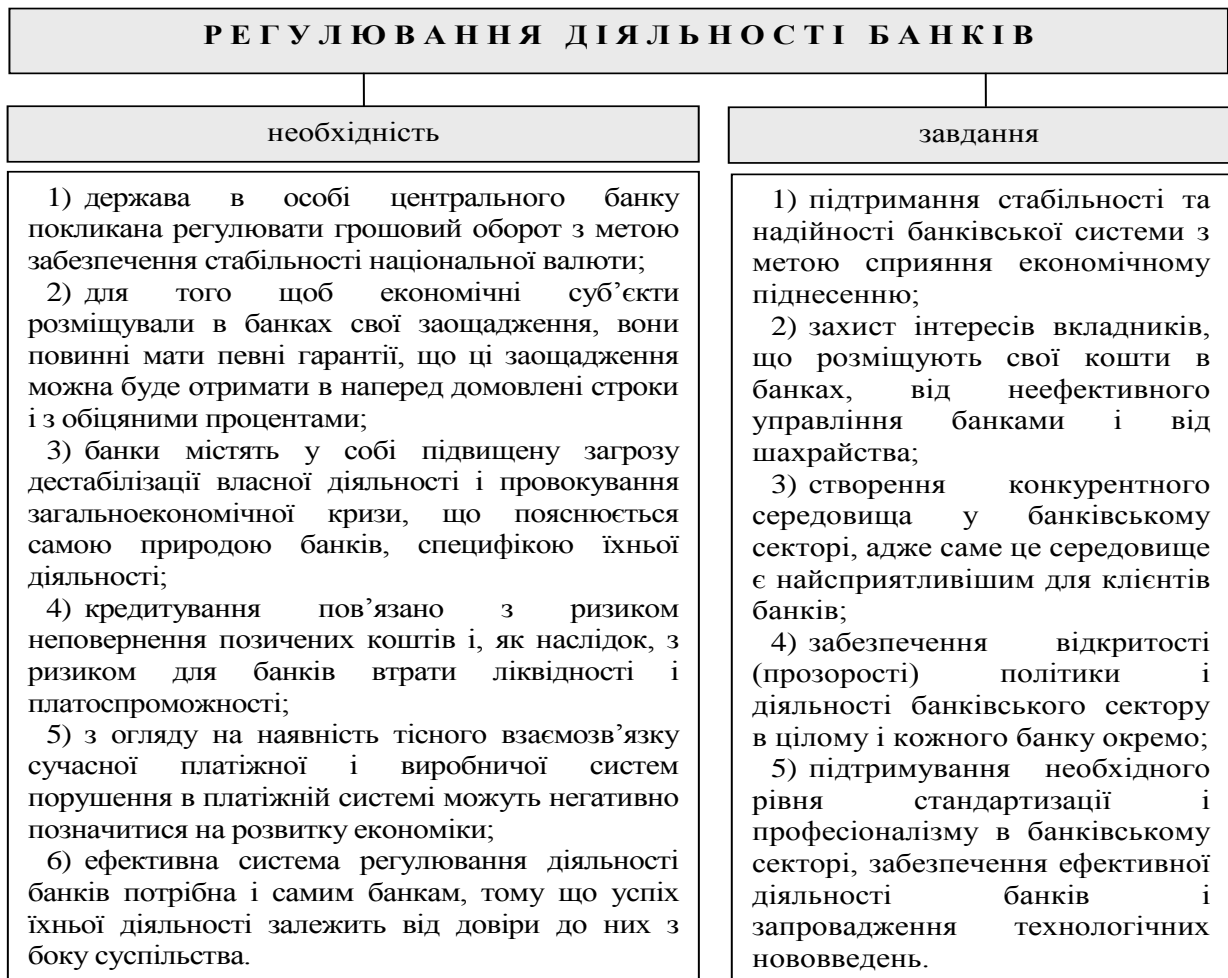 РЕГУЛЮВАННЯ ДІЯЛЬНОСТІ БАНКІВ
необхідність
1) держава в особі центрального банку
покликана регулювати грошовий оборот з метою
забезпечення стабільності національної валюти;
2) для того щоб економічні суб’єкти
розміщували в банках свої заощадження, вони
повинні мати певні гарантії, що ці заощадження
можна буде отримати в наперед домовлені строки
і з обіцяними процентами;
3) банки містять у собі підвищену загрозу
дестабілізації власної діяльності і провокування
загальноекономічної кризи, що пояснюється
самою природою банків, специфікою їхньої
діяльності;
4) кредитування пов’язано з ризиком
неповернення позичених коштів і, як наслідок, з
ризиком для банків втрати ліквідності і
платоспроможності;
5) з огляду на наявність тісного взаємозв’язку
сучасної платіжної і виробничої систем
порушення в платіжній системі можуть негативно
позначитися на розвитку економіки;
6) ефективна система регулювання діяльності
банків потрібна і самим банкам, тому що успіх
їхньої діяльності залежить від довіри до них з
боку суспільства.
завдання
1) підтримання стабільності та
надійності банківської системи з
метою сприяння економічному
піднесенню;
2) захист інтересів вкладників,
що розміщують свої кошти в
банках, від неефективного
управління банками і від
шахрайства;
3) створення конкурентного
середовища у банківському
секторі, адже саме це середовище
є найсприятливішим для клієнтів
банків;
4) забезпечення відкритості
(прозорості) політики і
діяльності банківського сектору
в цілому і кожного банку окремо;
5) підтримування необхідного
рівня стандартизації і
професіоналізму в банківському
секторі, забезпечення ефективної
діяльності банків і
запровадження технологічних
нововведень.